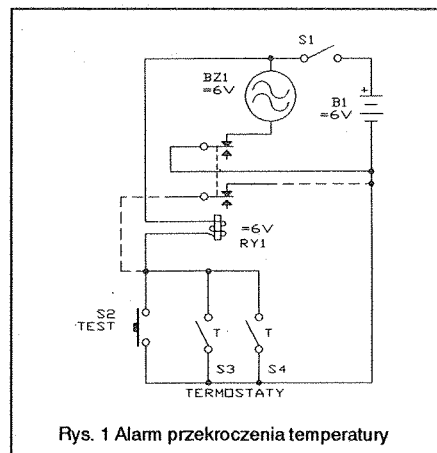 S1
BZ1
=6V
+
B1
=6V
=6V
RY1
S2
TEST
T
T
S3
S4
TERMOSTATY
Rys. 1 Alarm przekroczenia temperatury